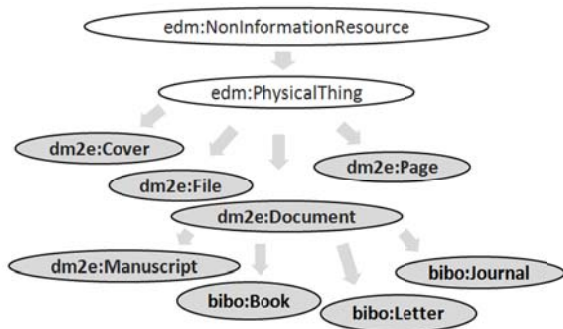 edm:NonInformationResource
edm:PhysicalThing
dm2e:Cover
dm2e:Page
dm2e:File
dm2e:Document
dm2e:Manuscript
bibo:Journal
bibo:Book
bibo:Letter